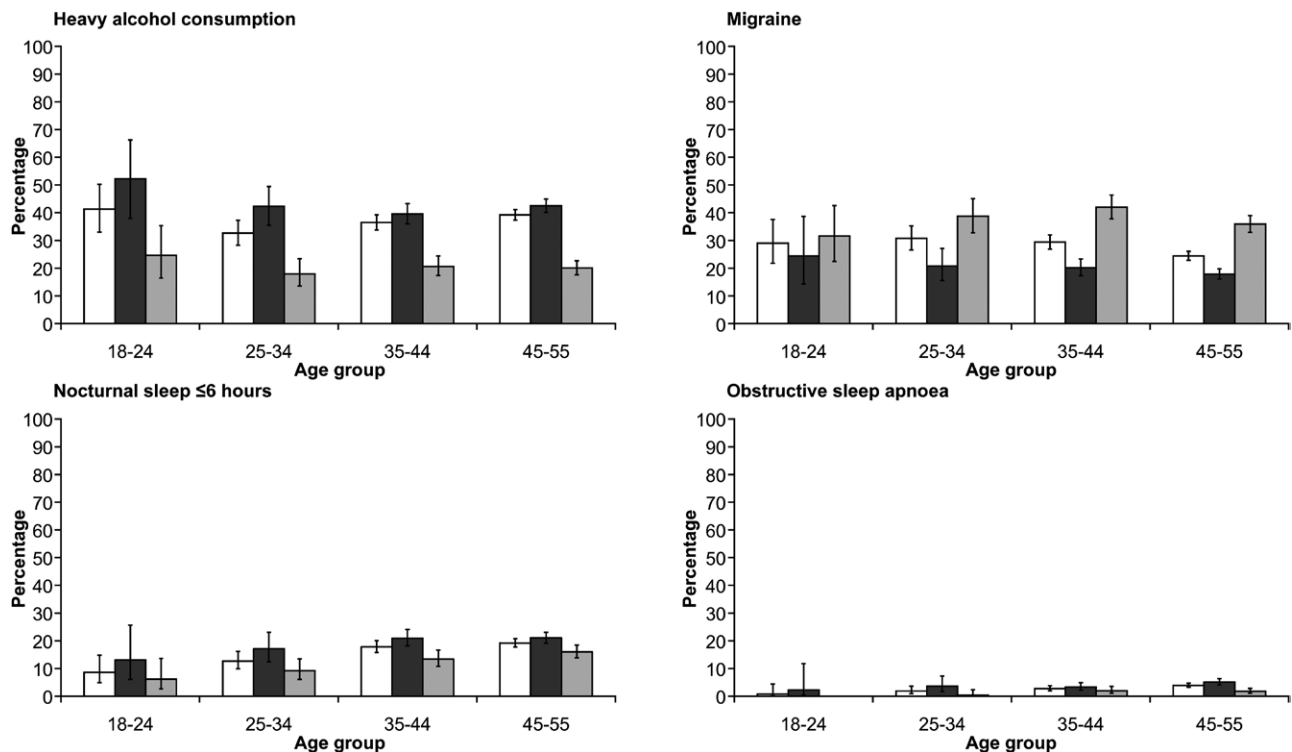 Heavy alcohol consumption
Percentage
100
90
80
70
60
50
40
30
20
10
0
18-24 25-34 35-44 45-55
Age group
Migraine
Percentage
100
90
80
70
60
50
40
30
20
10
0
18-24 25-34 35-44 45-55
Age group
Nocturnal sleep ≤6 hours
Percentage
100
90
80
70
60
50
40
30
20
10
0
18-24 25-34 35-44 45-55
Age group
Obstructive sleep apnoea
Percentage
100
90
80
70
60
50
40
30
20
10
0
18-24 25-34 35-44 45-55
Age group